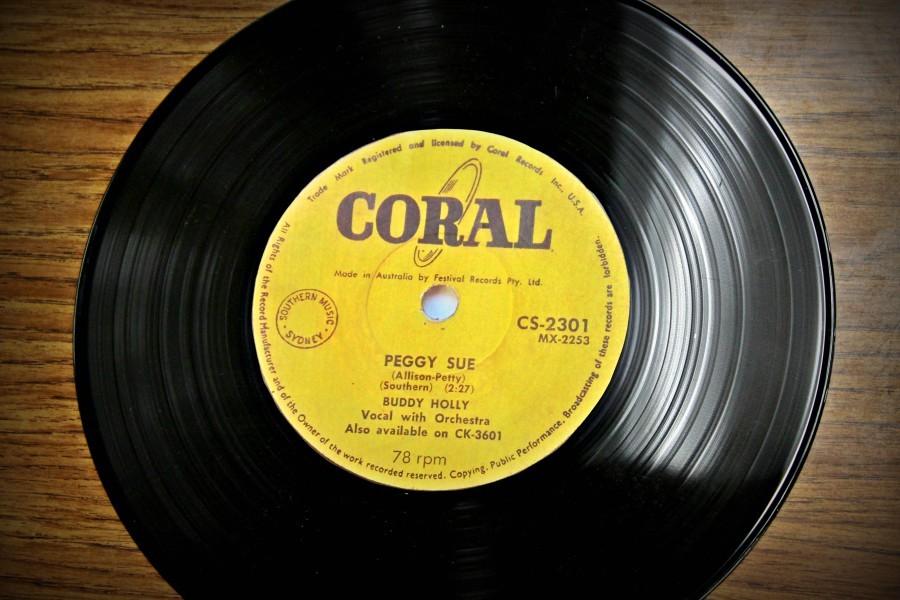 Trade Mark Registered and licensed by Coral Records Inc., U.S.A.
CORAL
Made in Australia by Festival Records Pty. Ltd.
SOUTHERN MUSIC
SYDNEY
CS-2301
MX-2253
PEGGY SUE
(Allison-Petty)
(Southern) (2:27)
BUDDY HOLLY
Vocal with Orchestra
Also available on CK-3601
78 rpm
All Rights of the Record Manufacturer and of the Owner of the work recorded reserved. Copying, Public Performance, Broadcasting of these records are forbidden.